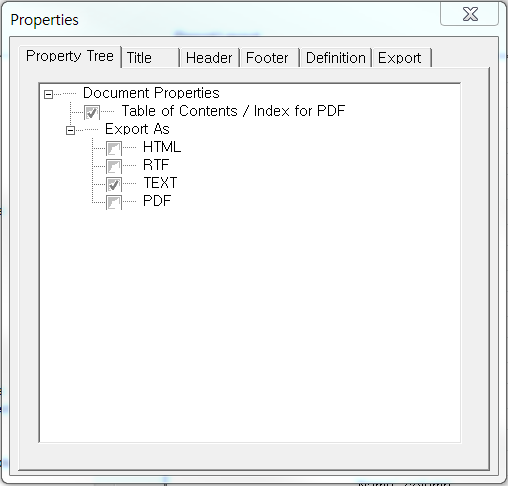 Properties
Property Tree Title Header Footer Definition Export
Document Properties
Table of Contents / Index for PDF
Export As
HTML
RTF
TEXT
PDF